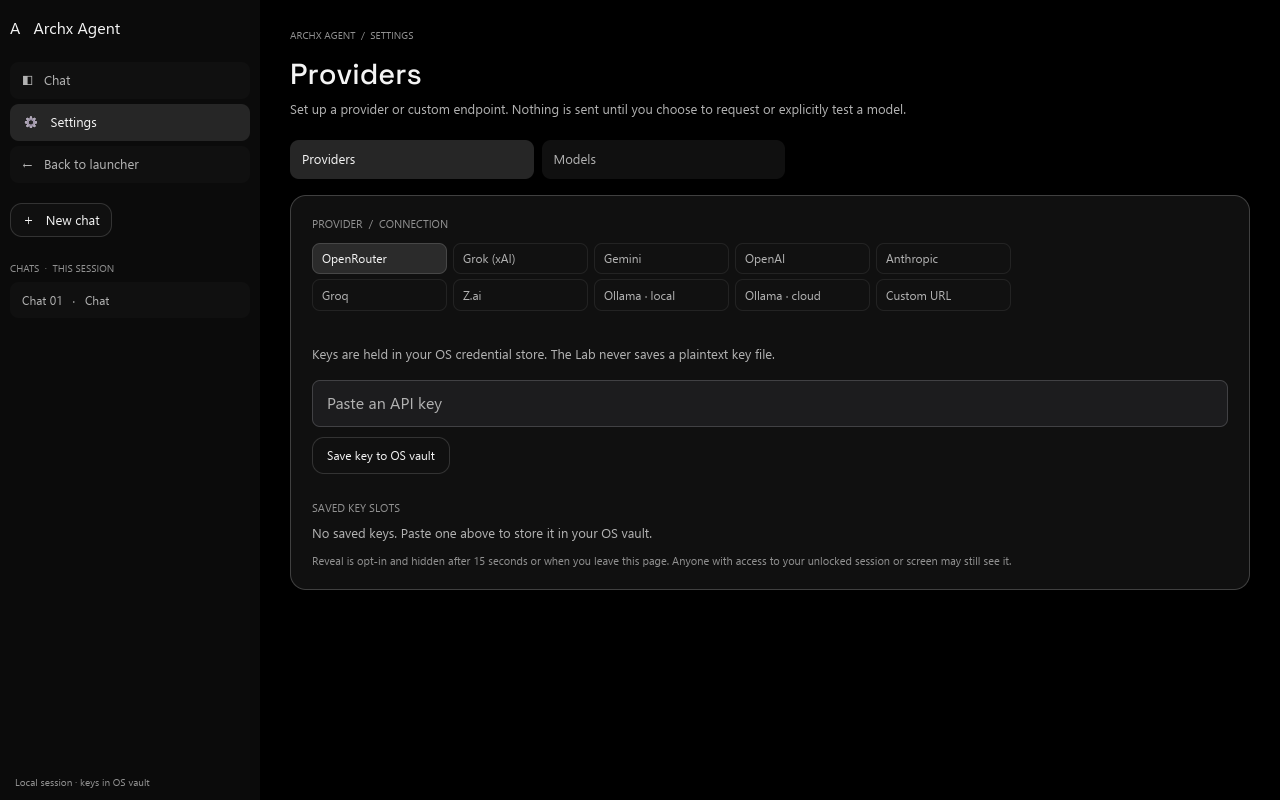 A Archx Agent
Chat
Settings
← Back to launcher
+ New chat
CHATS · THIS SESSION
Chat 01 · Chat
Local session · keys in OS vault
ARCHX AGENT / SETTINGS
Providers
Set up a provider or custom endpoint. Nothing is sent until you choose to request or explicitly test a model.
Providers Models
PROVIDER / CONNECTION
OpenRouter Grok (xAI) Gemini OpenAI Anthropic
Groq Z.ai Ollama · local Ollama · cloud Custom URL
Keys are held in your OS credential store. The Lab never saves a plaintext key file.
Paste an API key
Save key to OS vault
SAVED KEY SLOTS
No saved keys. Paste one above to store it in your OS vault.
Reveal is opt-in and hidden after 15 seconds or when you leave this page. Anyone with access to your unlocked session or screen may still see it.